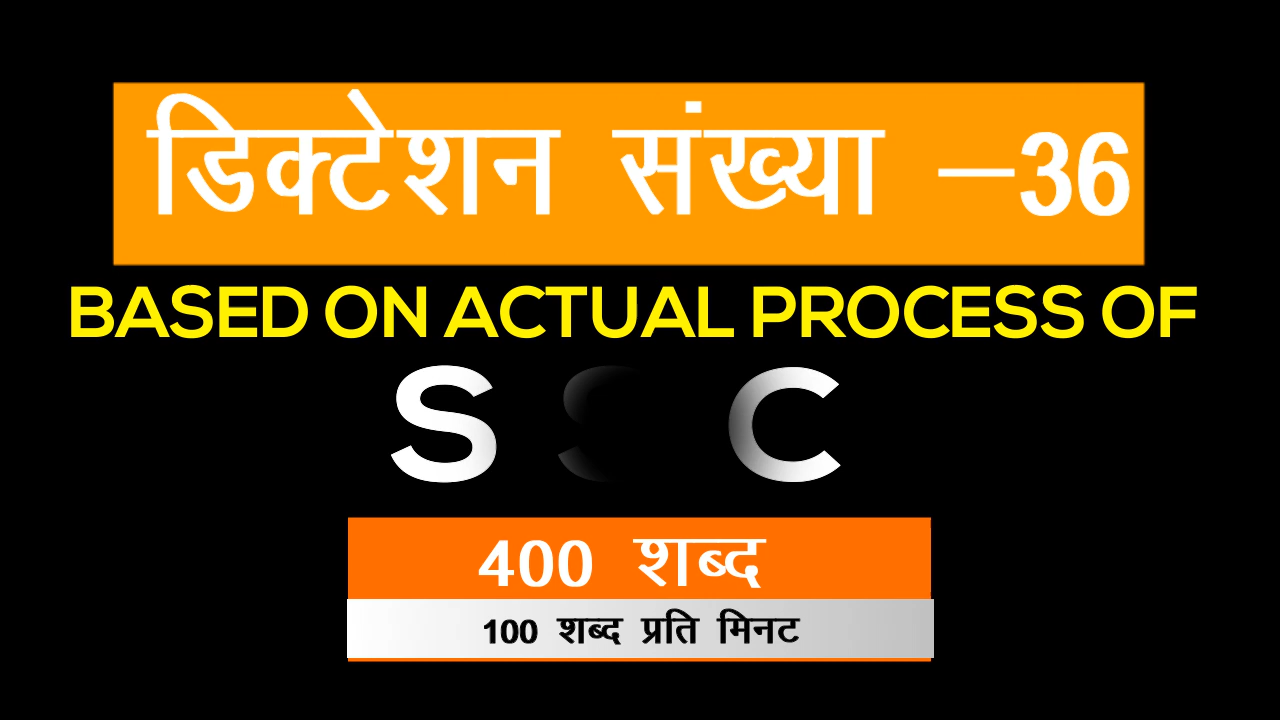 डिक्टेशन संख्या –36
BASED ON ACTUAL PROCESS OF
S S C
400 शब्द
100 शब्द प्रति मिनट